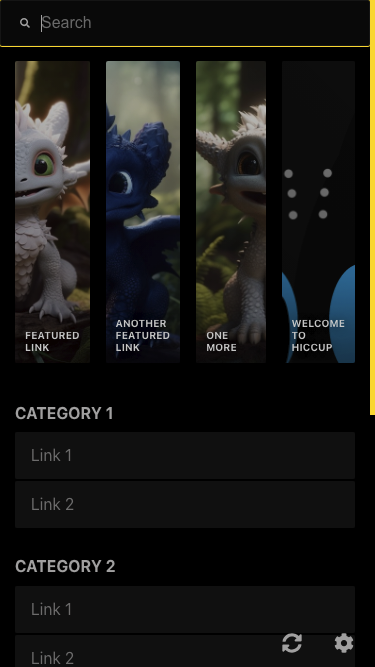 Search
FEATURED
LINK
ANOTHER
FEATURED
LINK
ONE
MORE
WELCOME
TO
HICCUP
CATEGORY 1
Link 1
Link 2
CATEGORY 2
Link 1
Link 2